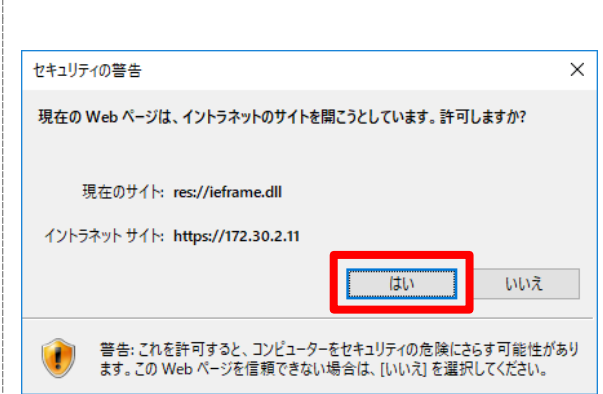 セキュリティの警告
現在の Web ページは、イントラネットのサイトを開こうとしています。許可しますか?
現在のサイト: res://ieframe.dll
イントラネット サイト: https://172.30.2.11
はい いいえ
警告: これを許可すると、コンピューターをセキュリティの危険にさらす可能性があり
ます。この Web ページを信頼できない場合は、[いいえ] を選択してください。